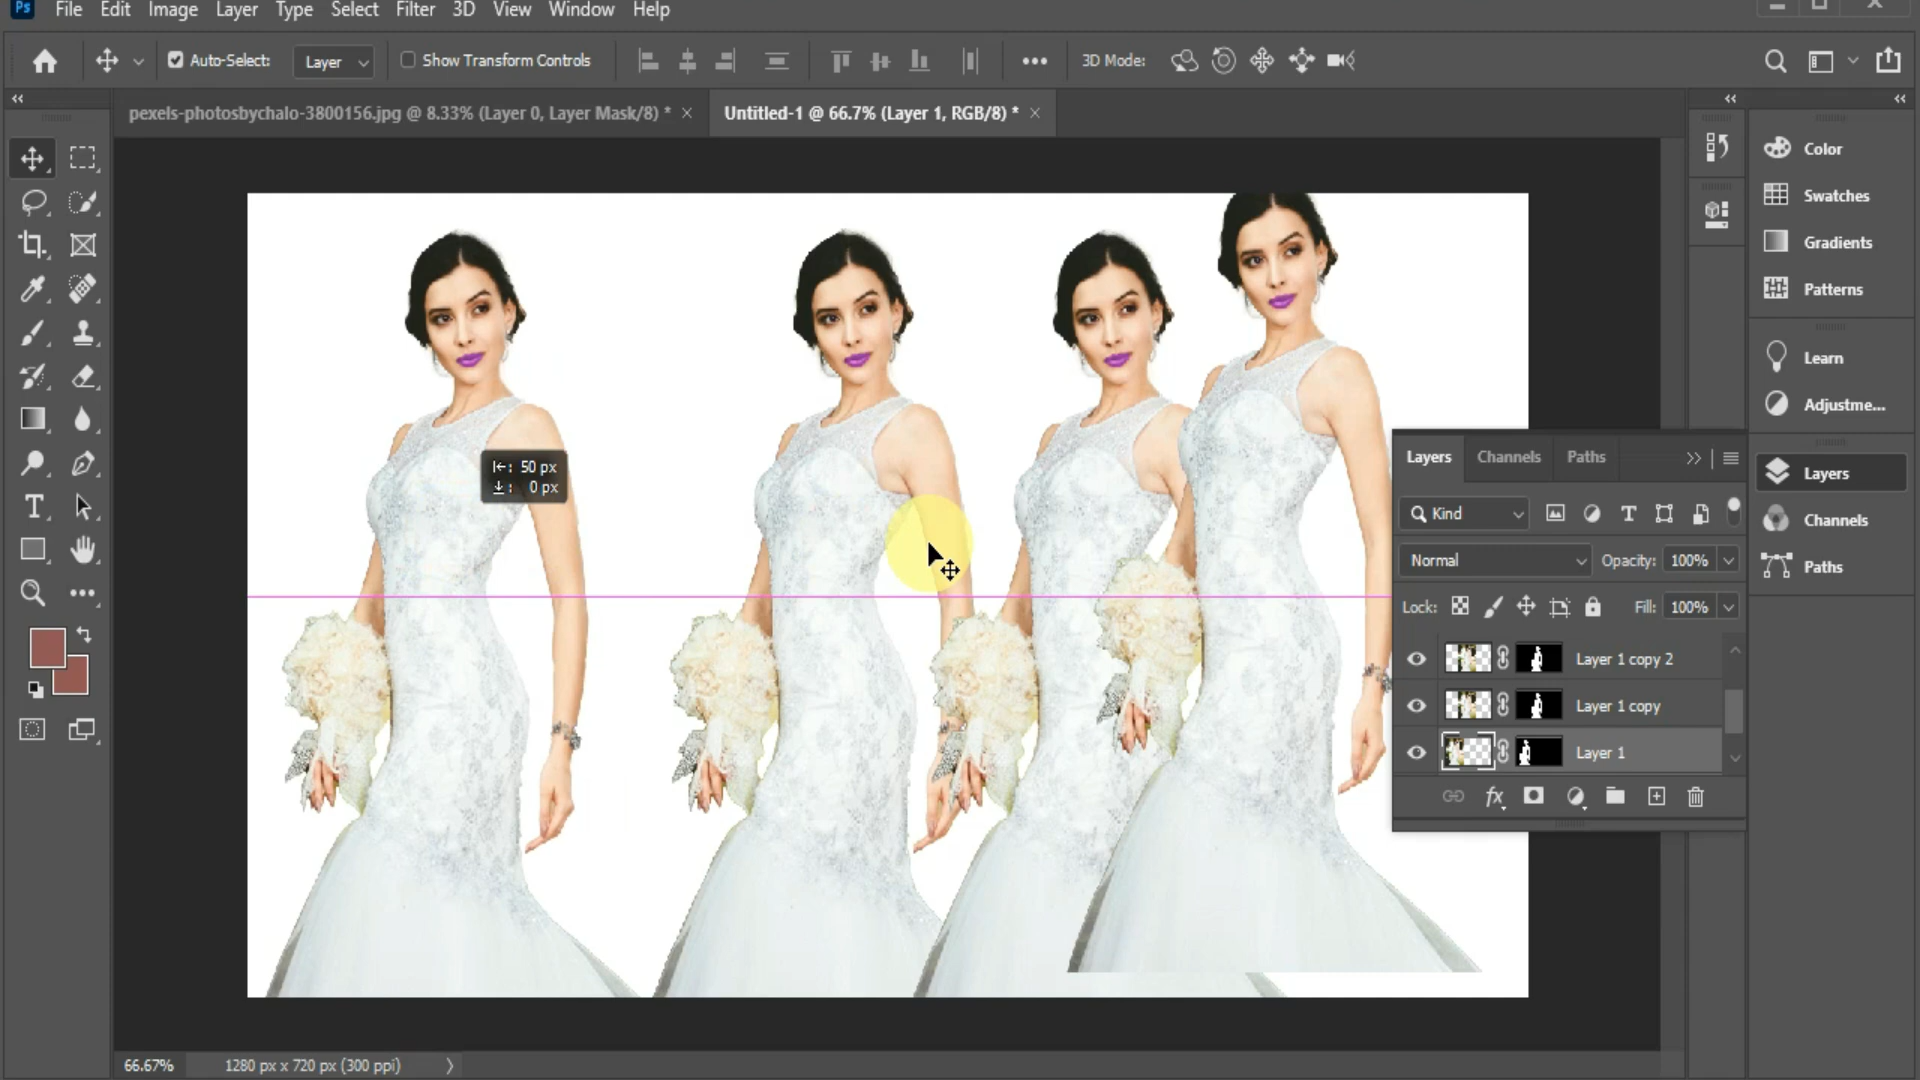 Ps File Edit Image Layer Type Select Filter 3D View Window Help
Auto-Select: Layer Show Transform Controls 3D Mode:
pexels-photosbychalo-3800156.jpg @ 8.33% (Layer 0, Layer Mask/8) * Untitled-1 @ 66.7% (Layer 1, RGB/8) *
Color
Swatches
Gradients
Patterns
Learn
Adjustme...
Layers
Channels
Paths
50 px
0 px
Layers Channels Paths
Kind
Normal Opacity: 100%
Lock: Fill: 100%
Layer 1 copy 2
Layer 1 copy
Layer 1
66.67% 1280 px x 720 px (300 ppi)